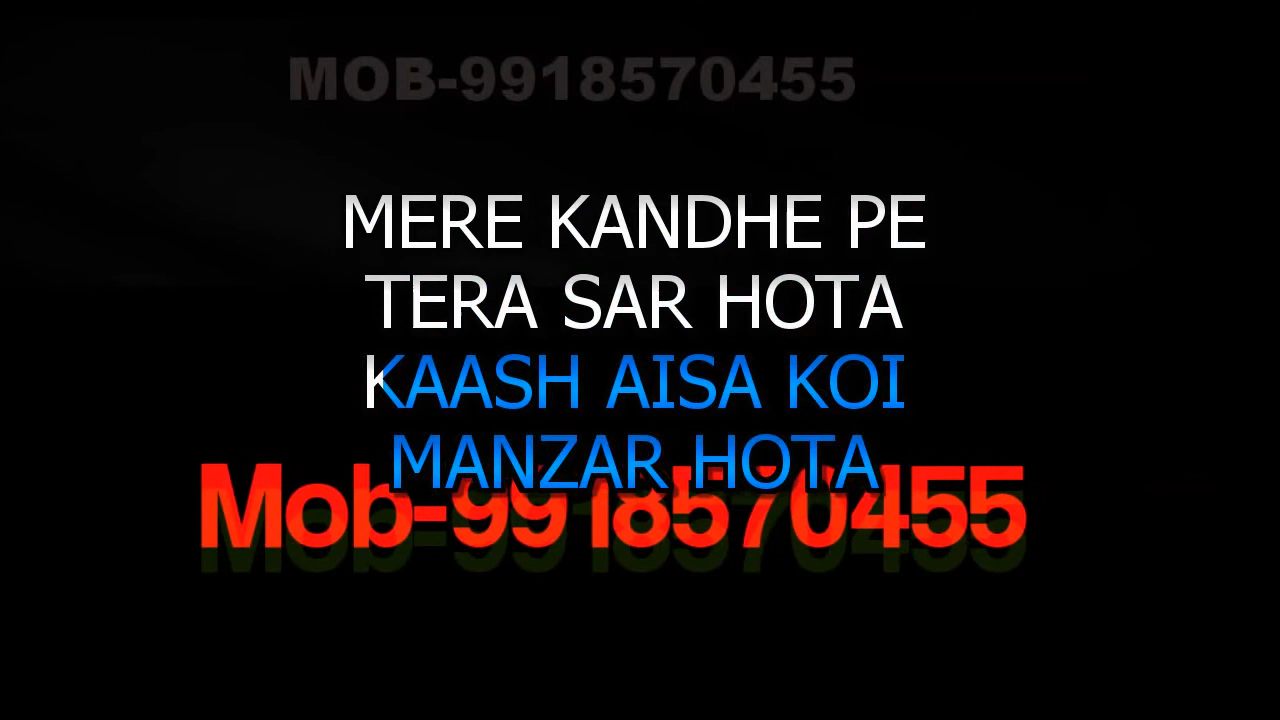 MOB-9918570455
MERE KANDHE PE
TERA SAR HOTA
KAASH AISA KOI
MANZAR HOTA
Mob-9918570455